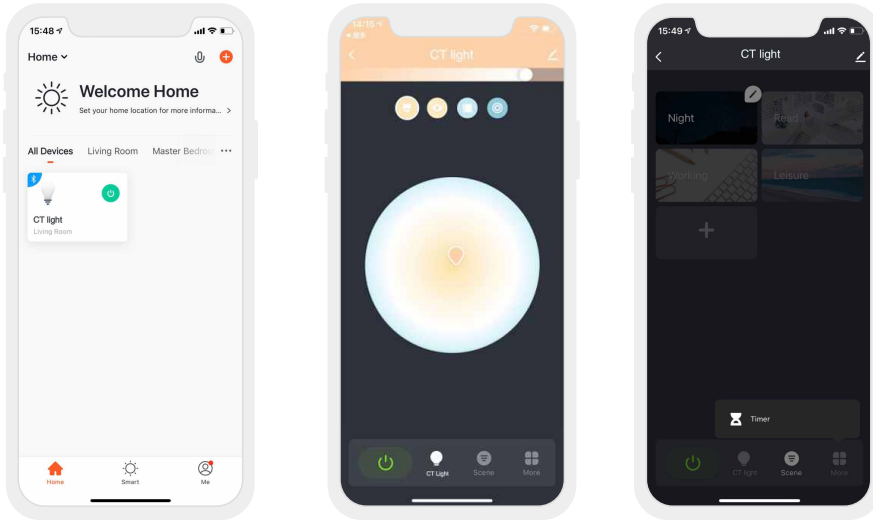 15:48
Home
Welcome Home
Set your home location for more informa...
All Devices
Living Room
Master Bedroo
CT light
Living Room
Home
Smart
Me
14:15
CT light
CT Light
Scene
More
15:49
CT light
Night
Read
Working
Leisure
Timer
CT light
Scene
More